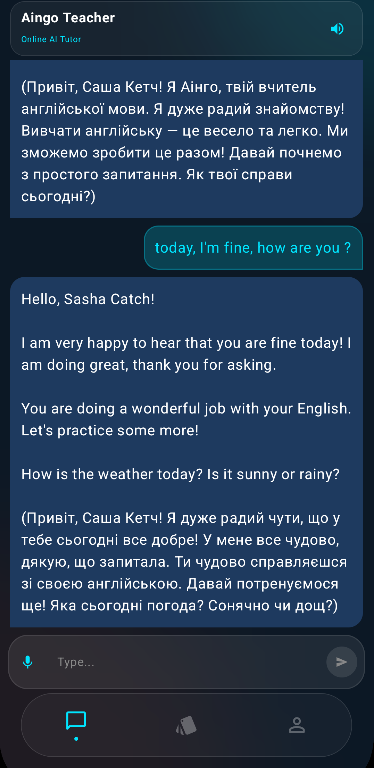 Aingo Teacher
Online AI Tutor
(Привіт, Саша Кетч! Я Аінго, твій вчитель
англійської мови. Я дуже радий знайомству!
Вивчати англійську — це весело та легко. Ми
зможемо зробити це разом! Давай почнемо
з простого запитання. Як твої справи
сьогодні?)
today, I'm fine, how are you ?
Hello, Sasha Catch!
I am very happy to hear that you are fine today! I
am doing great, thank you for asking.
You are doing a wonderful job with your English.
Let's practice some more!
How is the weather today? Is it sunny or rainy?
(Привіт, Саша Кетч! Я дуже радий чути, що у
тебе сьогодні все добре! У мене все чудово,
дякую, що запитала. Ти чудово справляєшся
зі своєю англійською. Давай потренуємося
ще! Яка сьогодні погода? Сонячно чи дощ?)
Type...